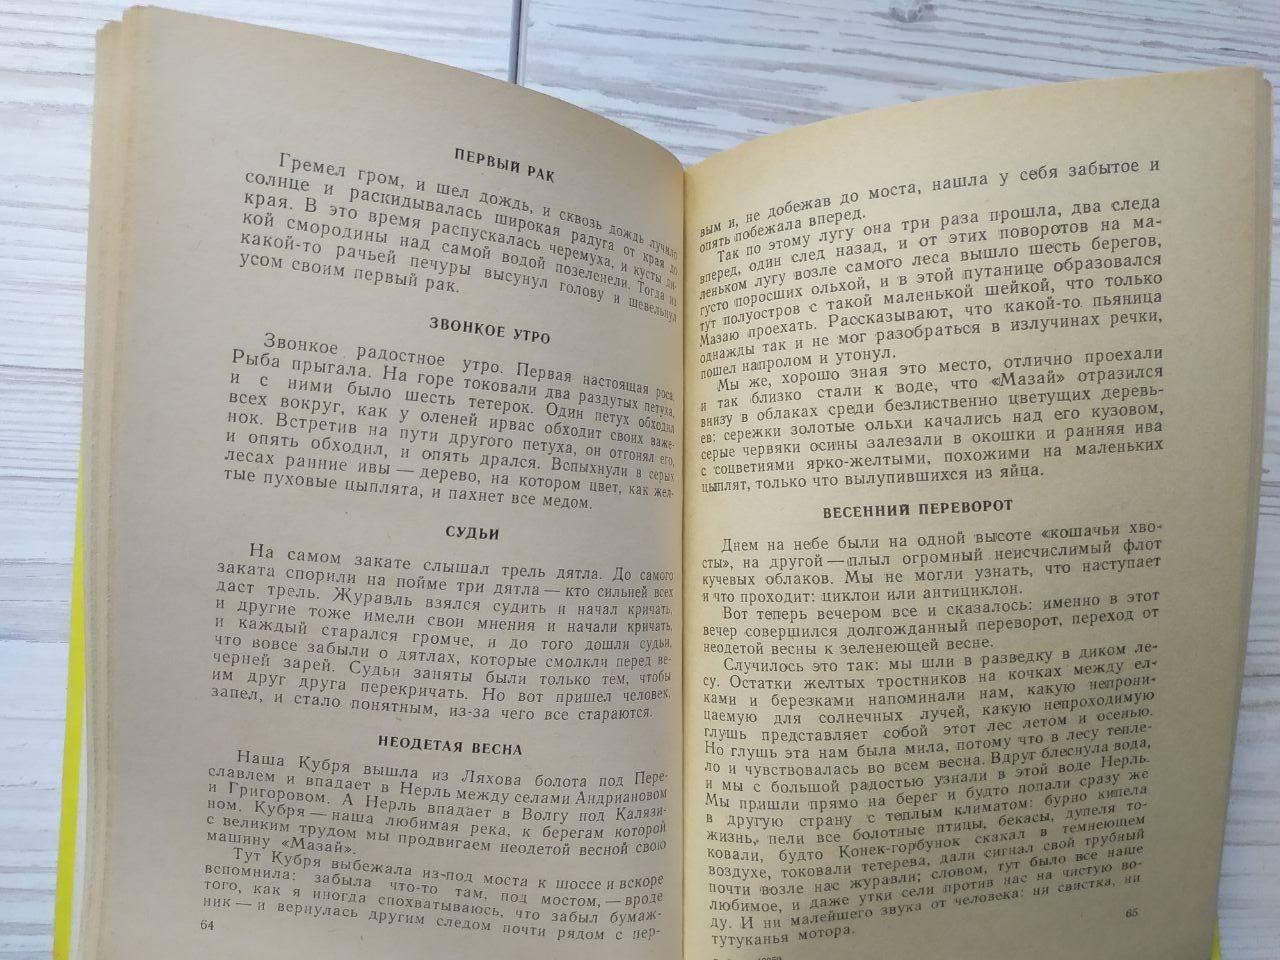 ПЕРВЫЙ РАК
Гремел гром, и шел дождь, и сквозь дождь лучило
солнце и раскидывалась широкая радуга от края до
края. В это время распускалась черемуха, и кусты ди-
кой смородины над самой водой позеленели. Тогда из
какой-то рачьей печуры высунул голову и шевельнул
усом своим первый рак.
ЗВОНКОЕ УТРО
Звонкое радостное утро. Первая настоящая роса.
Рыба прыгала. На горе токовали два раздутых петуха,
и с ними было шесть тетерок. Один петух обходил
всех вокруг, как у оленей ирвас обходит своих важе-
нок. Встретив на пути другого петуха, он отгонял его,
и опять обходил, и опять дрался. Вспыхнули в серых
лесах ранние ивы — дерево, на котором цвет, как жел-
тые пуховые цыплята, и пахнет все медом.
СУДЬИ
На самом закате слышал трель дятла. До самого
заката спорили на пойме три дятла — кто сильней всех
даст трель. Журавль взялся судить и начал кричать,
и другие тоже имели свои мнения и начали кричать,
и каждый старался громче, и до того дошли судьи,
что вовсе забыли о дятлах, которые смолкли перед ве-
черней зарей. Судьи заняты были только тем, чтобы
им друг друга перекричать. Но вот пришел человек,
запел, и стало понятным, из-за чего все стараются.
НЕОДЕТАЯ ВЕСНА
Наша Кубря вышла из Ляхова болота под Пере-
славлем и впадает в Нерль между селами Андриановом
и Григоровом. А Нерль впадает в Волгу под Калязи-
ном. Кубря — наша любимая река, к берегам которой
с великим трудом мы продвигаем неодетой весной свою
машину «Мазай».
Тут Кубря выбежала из-под моста к шоссе и вскоре
вспомнила: забыла что-то там, под мостом, — вроде
того, как я иногда спохватываюсь, что забыл бумаж-
ник — и вернулась другим следом почти рядом с пер-
64
вым и, не добежав до моста, нашла у себя забытое и
опять побежала вперед.
Так по этому лугу она три раза прошла, два следа
вперед, один след назад, и от этих поворотов на ма-
леньком лугу возле самого леса вышло шесть берегов,
густо поросших ольхой, и в этой путанице образовался
тут полуостров с такой маленькой шейкой, что только
Мазаю проехать. Рассказывают, что какой-то пьяница
однажды так и не мог разобраться в излучинах речки,
пошел напролом и утонул.
Мы же, хорошо зная это место, отлично проехали
и так близко стали к воде, что «Мазай» отразился
внизу в облаках среди безлиственно цветущих деревь-
ев: сережки золотые ольхи качались над его кузовом,
серые червяки осины залезали в окошки и ранняя ива
с соцветиями ярко-желтыми, похожими на маленьких
цыплят, только что вылупившихся из яйца.
ВЕСЕННИЙ ПЕРЕВОРОТ
Днем на небе были на одной высоте «кошачьи хво-
сты», на другой — плыл огромный неисчислимый флот
кучевых облаков. Мы не могли узнать, что наступает
и что проходит: циклон или антициклон.
Вот теперь вечером все и сказалось: именно в этот
вечер совершился долгожданный переворот, переход от
неодетой весны к зеленеющей весне.
Случилось это так: мы шли в разведку в диком ле-
су. Остатки желтых тростников на кочках между ел-
ками и березками напоминали нам, какую непрони-
цаемую для солнечных лучей, какую непроходимую
глушь представляет собой этот лес летом и осенью.
Но глушь эта нам была мила, потому что в лесу тепле-
ло и чувствовалась во всем весна. Вдруг блеснула вода,
и мы с большой радостью узнали в этой воде Нерль.
Мы пришли прямо на берег и будто попали сразу же
в другую страну с теплым климатом: бурно кипела
жизнь, пели все болотные птицы, бекасы, дупеля то-
ковали, будто Конек-горбунок скакал в темнеющем
воздухе, токовали тетерева, дали сигнал свой трубный
почти возле нас журавли; словом, тут было все наше
любимое, и даже утки сели против нас на чистую во-
ду. И ни малейшего звука от человека: ни свистка, ни
тутуканья мотора.
65